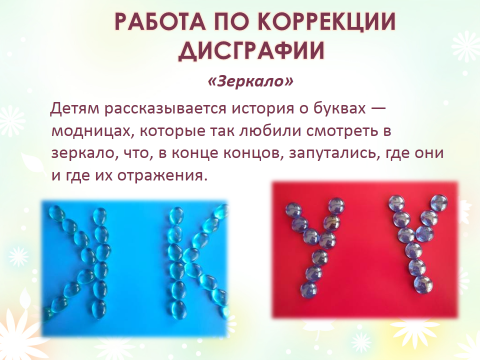 РАБОТА ПО КОРРЕКЦИИ
ДИСГРАФИИ
«Зеркало»
Детям рассказывается история о буквах —
модницах, которые так любили смотреть в
зеркало, что, в конце концов, запутались, где они
и где их отражения.